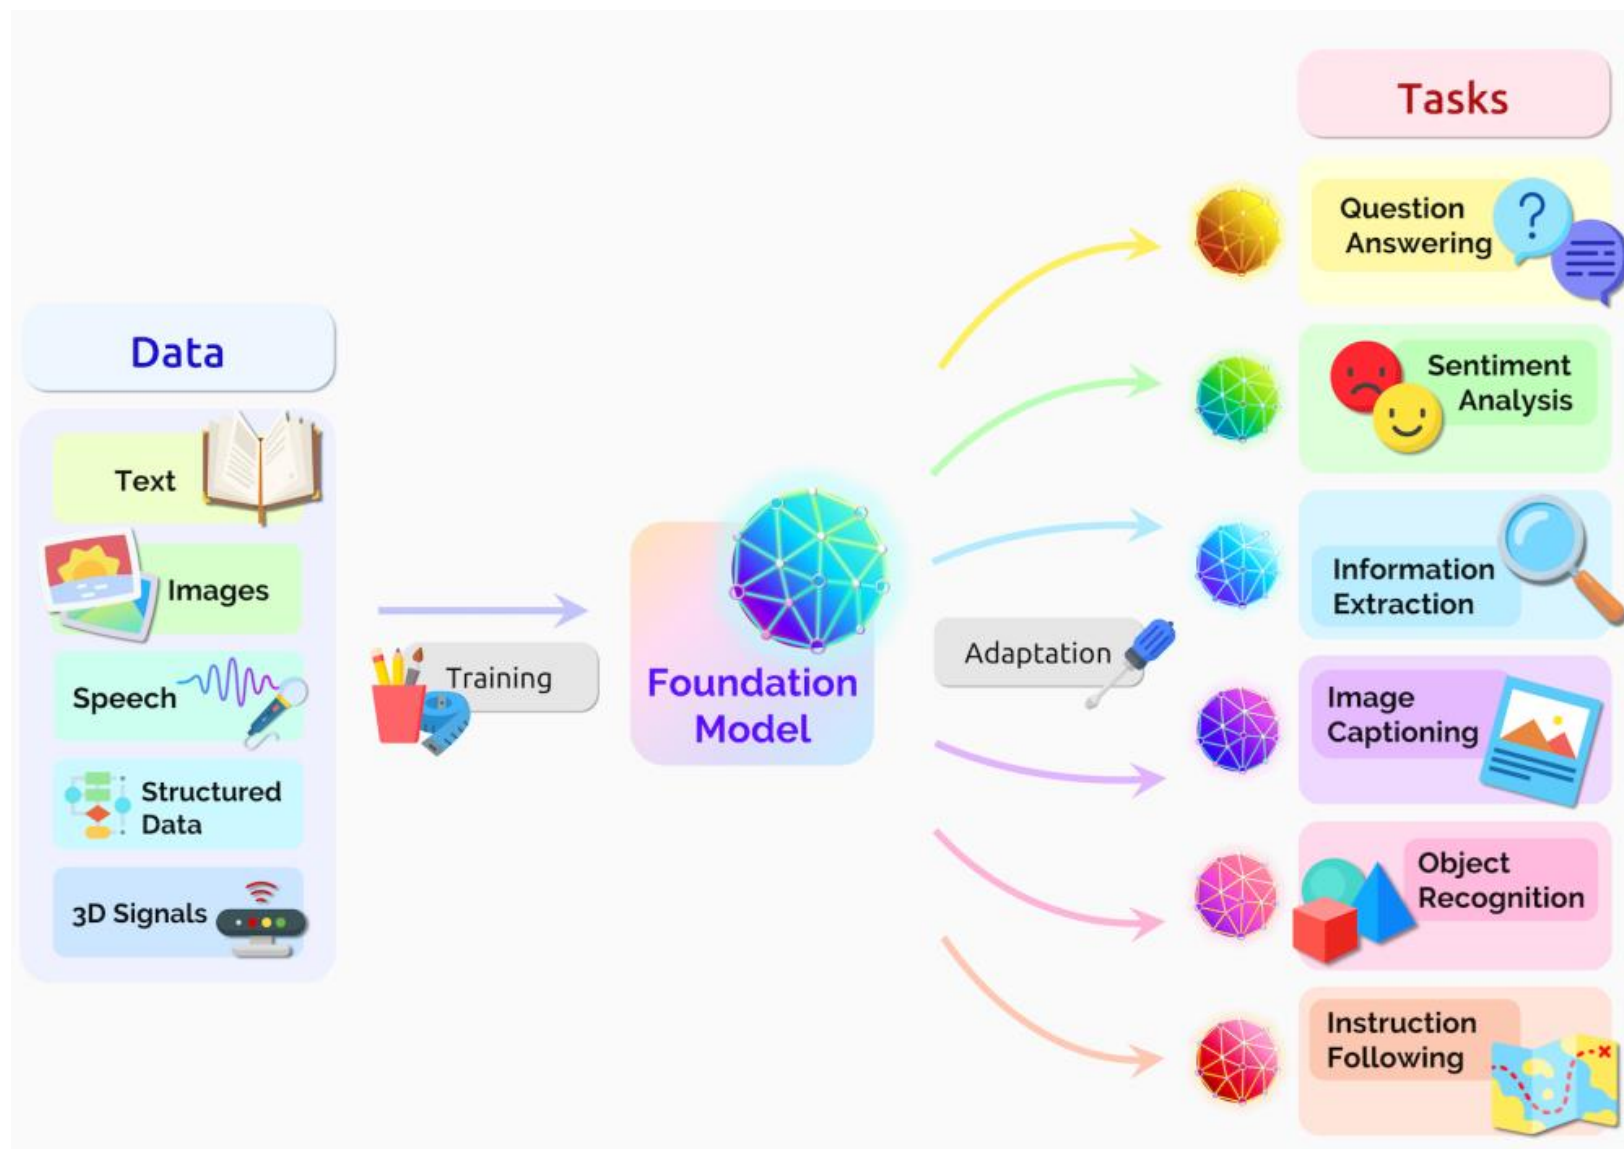 Data
Text
Images
Speech
Structured
Data
3D Signals
Training
Foundation
Model
Adaptation
Tasks
Question
Answering
?
Sentiment
Analysis
Information
Extraction
Image
Captioning
Object
Recognition
Instruction
Following